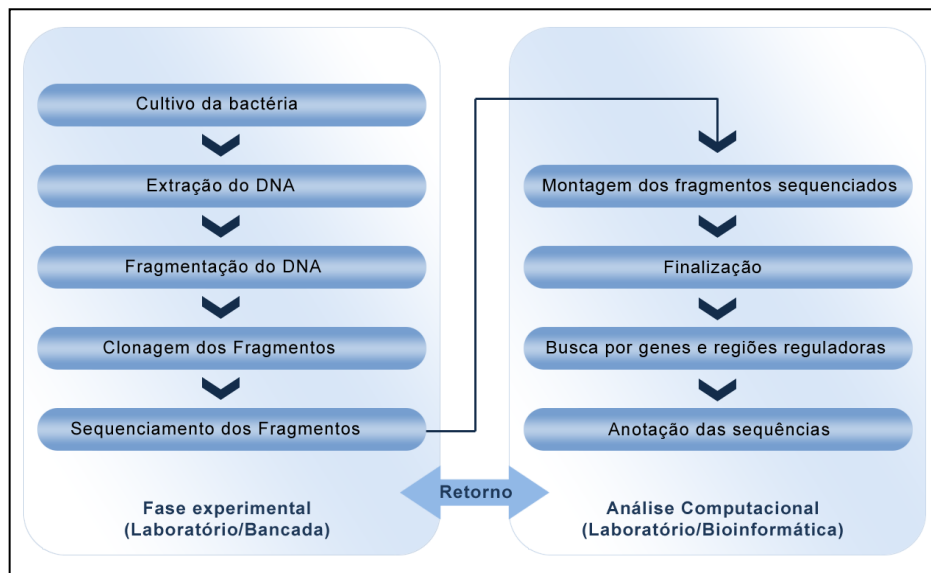 Cultivo da bactéria
Extração do DNA
Fragmentação do DNA
Clonagem dos Fragmentos
Sequenciamento dos Fragmentos
Fase experimental
(Laboratório/Bancada)
Retorno
Montagem dos fragmentos sequenciados
Finalização
Busca por genes e regiões reguladoras
Anotação das sequências
Análise Computacional
(Laboratório/Bioinformática)